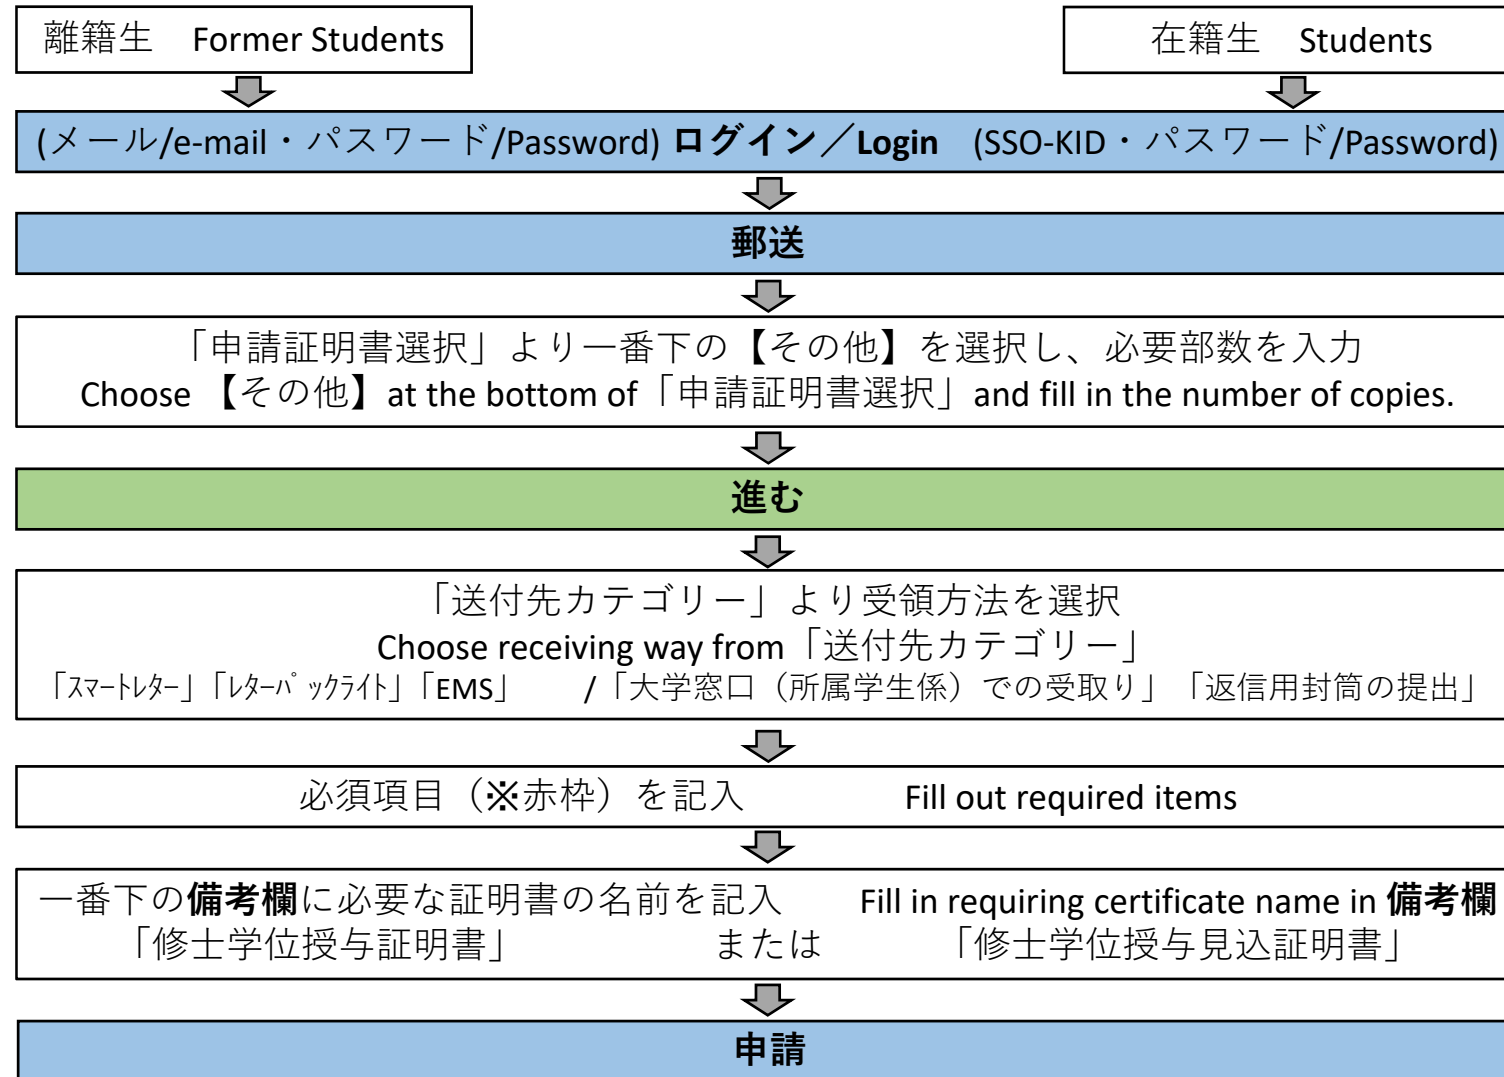 離籍生　Former Students
在籍生　Students
(メール/e-mail・パスワード/Password) ログイン／Login　(SSO-KID・パスワード/Password)
郵送
「申請証明書選択」より一番下の【その他】を選択し、必要部数を入力
Choose 【その他】at the bottom of「申請証明書選択」and fill in the number of copies.
進む
「送付先カテゴリー」より受領方法を選択
Choose receiving way from「送付先カテゴリー」
「ｽﾏｰﾄﾚﾀｰ」「ﾚﾀｰﾊﾟｯｸﾗｲﾄ」「EMS」　　/「大学窓口（所属学生係）での受取り」「返信用封筒の提出」
必須項目（※赤枠）を記入　　　Fill out required items
一番下の備考欄に必要な証明書の名前を記入　　Fill in requiring certificate name in 備考欄
「修士学位授与証明書」　　または　　「修士学位授与見込証明書」
申請